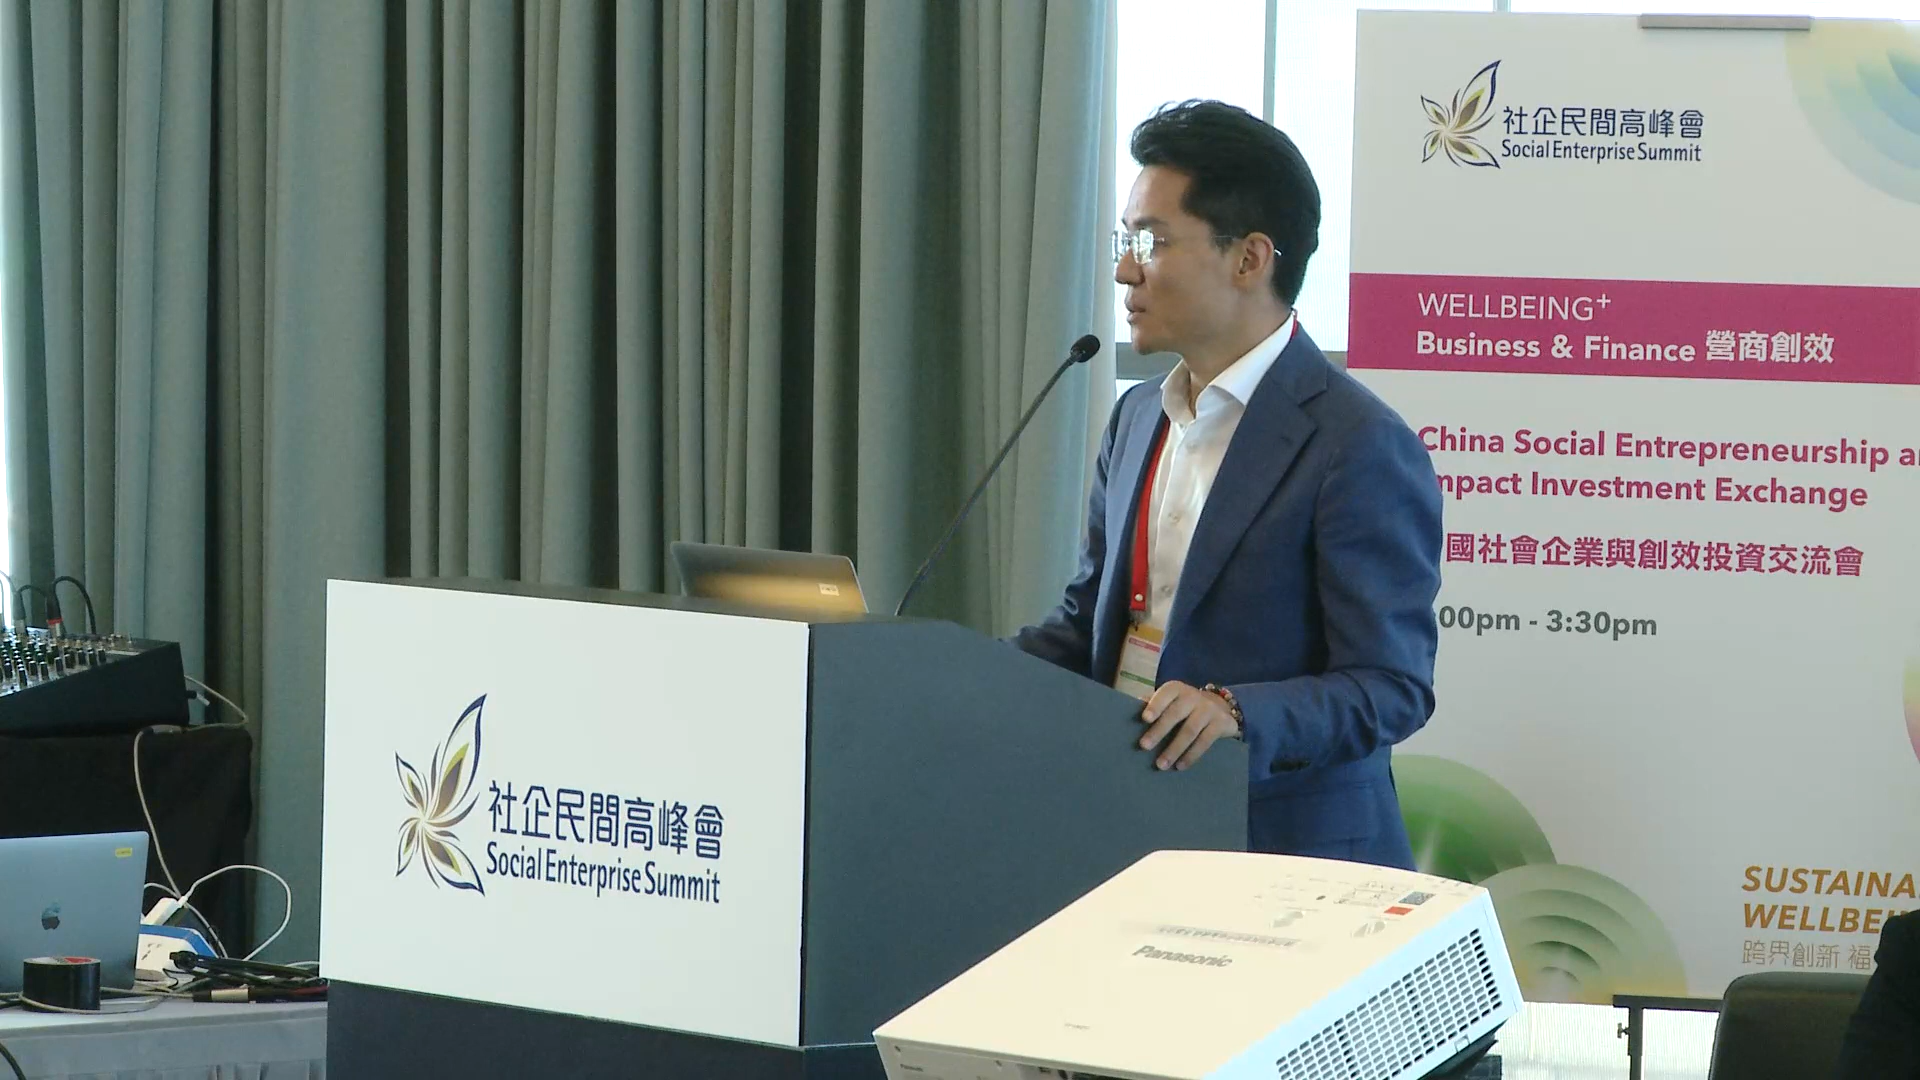 社企民間高峰會
Social Enterprise Summit
WELLBEING+
Business & Finance 營商創效
China Social Entrepreneurship
mpact Investment Exchange
國社會企業與創效投資交流會
00pm - 3:30pm
SUSTAINA
WELLBEI
跨界創新 福
社企民間高峰會
Social Enterprise Summit
Panasonic